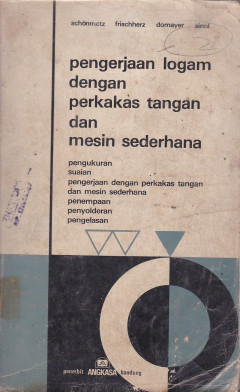 schönmetz frischherz domayer
pengerjaan logam
dengan
perkakas tangan
dan
mesin sederhana
pengukuran
suaian
pengerjaan dengan perkakas tangan
dan mesin sederhana
penempaan
penyolderan
pengelasan
penerbit ANGKASA bandung